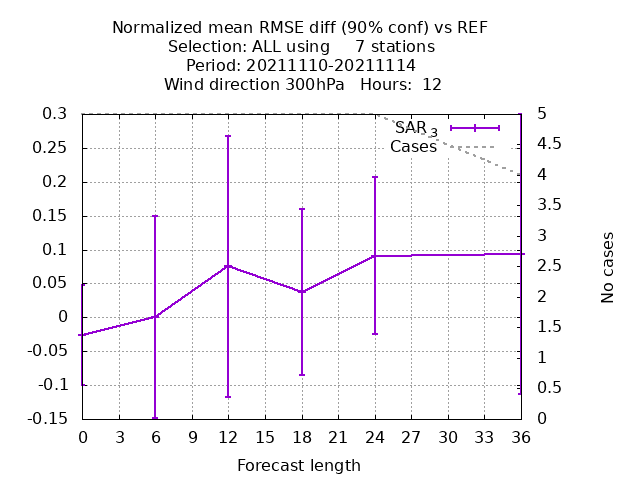 Normalized mean RMSE diff (90% conf) vs REF
Selection: ALL using     7 stations
Period: 20211110-20211114
Wind direction 300hPa   Hours:  12
0.3
0.25
0.2
0.15
0.1
0.05
0
-0.05
-0.1
-0.15
SAR 3
Cases
5
4.5
4
3.5
3
2.5
2
1.5
1
0.5
0
No cases
0 3 6 9 12 15 18 21 24 27 30 33 36
Forecast length